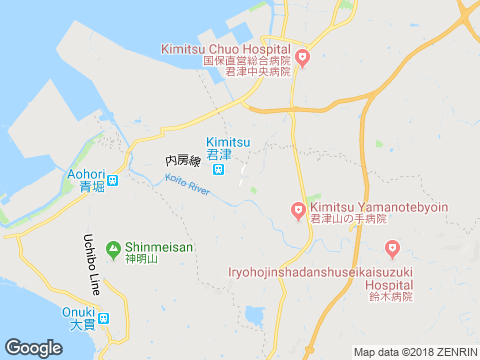 Kimitsu Chuo Hospital
国保直営総合病院
君津中央病院
Kimitsu
君津
内房線
Aohori
青堀
Koito River
Kimitsu Yamanotebyoin
君津山の手病院
Uchibo Line
Shinmeisan
神明山
Iryohojinshadanshuseikaisuzuki
Hospital
鈴木病院
Onuki
大貫
Google
Map data ©2018 ZENRIN